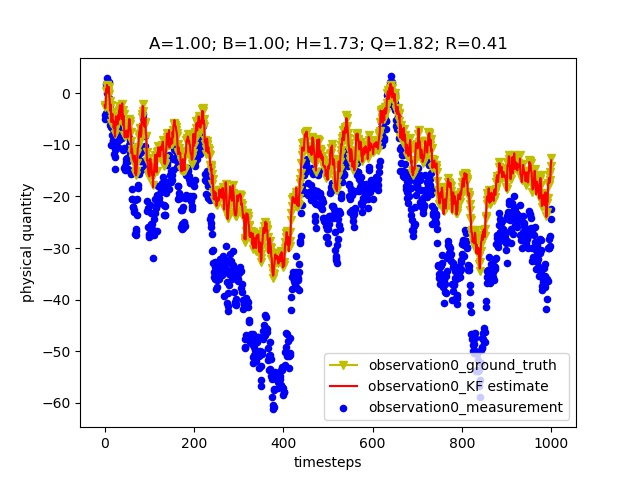 A=1.00; B=1.00; H=1.73; Q=1.82; R=0.41
physical quantity
0
−10
−20
−30
−40
−50
−60
observation0_ground_truth
observation0_KF estimate
observation0_measurement
0 200 400 600 800 1000
timesteps